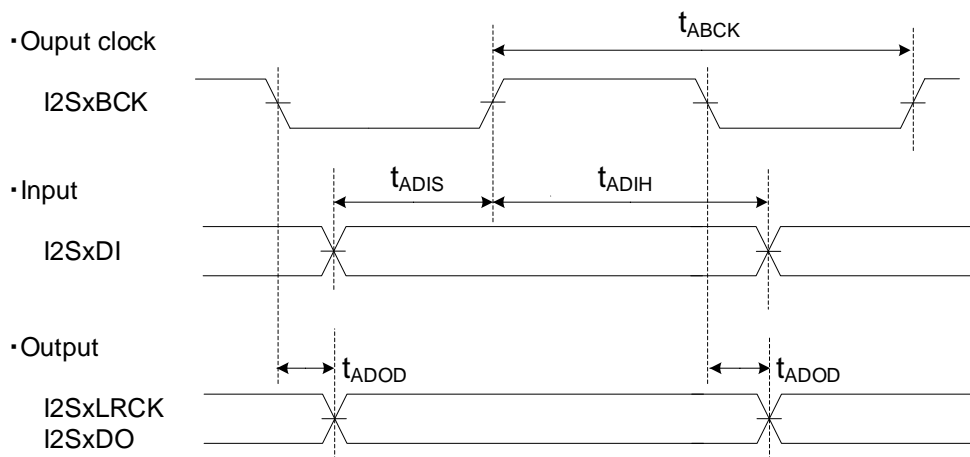 ・Ouput clock
tABCK
I2SxBCK
・Input
tADIS
tADIH
I2SxDI
・Output
tADOD
tADOD
I2SxLRCK
I2SxDO